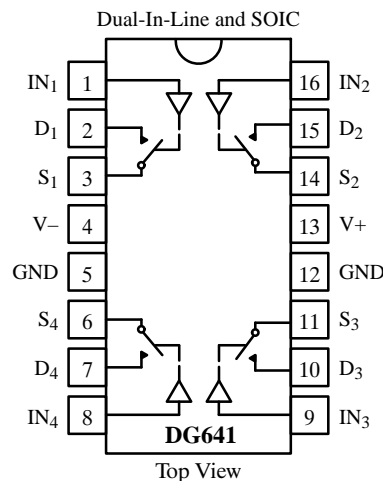 Dual-In-Line and SOIC
IN1 1 16 IN2
D1 2 15 D2
S1 3 14 S2
V– 4 13 V+
GND 5 12 GND
S4 6 11 S3
D4 7 10 D3
IN4 8 9 IN3
DG641
Top View